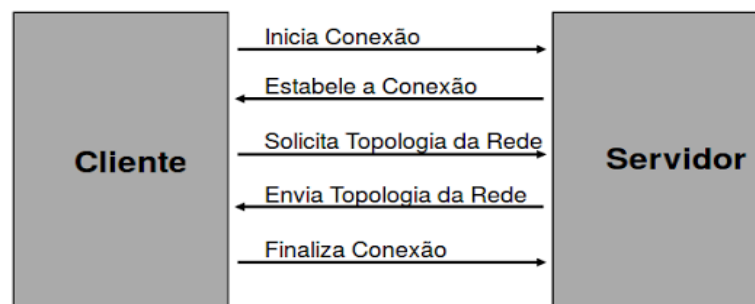 Inicia Conexão
Estabele a Conexão
Solicita Topologia da Rede
Cliente
Servidor
Envia Topologia da Rede
Finaliza Conexão